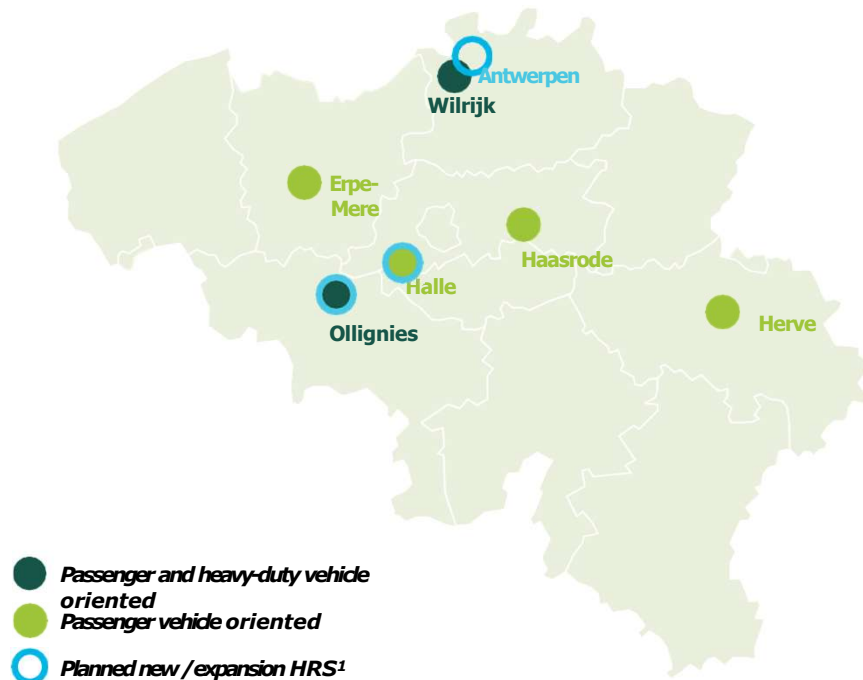 Antwerpen
Wilrijk
Erpe-
Mere
Haasrode
Halle
Herve
Ollignies
Passenger and heavy-duty vehicle
oriented
Passenger vehicle oriented
Planned new / expansion HRS¹